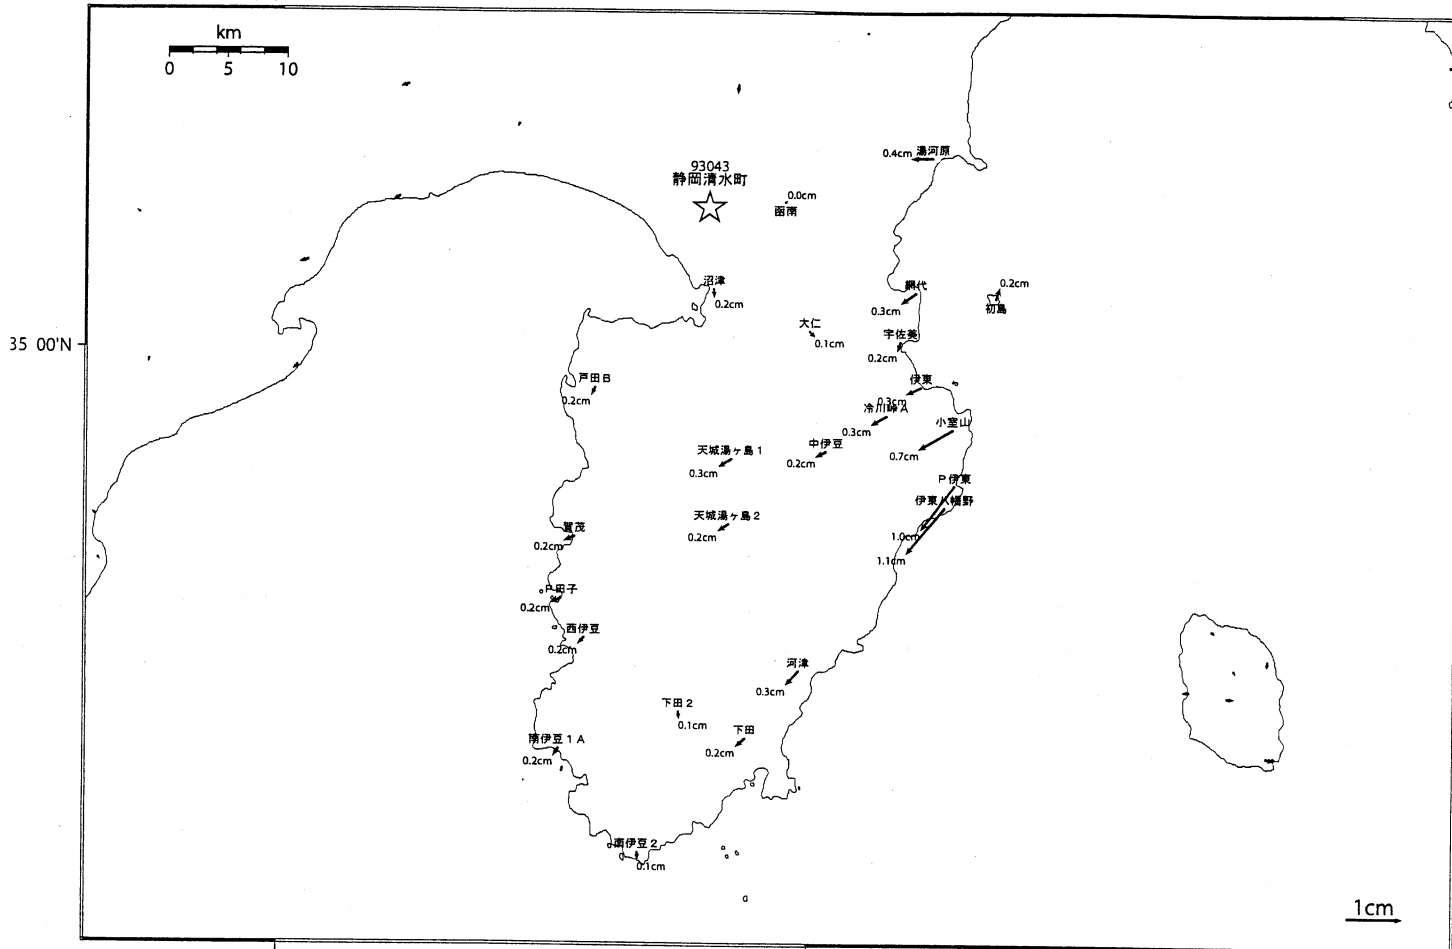 km
0 5 10
湯河原
0.4cm
93043
静岡清水町
0.0cm
函南
沼津
0.2cm
網代
0.3cm
0.2cm
初島
大仁
0.1cm
宇佐美
0.2cm
35 00'N
戸田B
0.2cm
伊東
0.3cm
冷川峠A
0.3cm
小室山
0.7cm
中伊豆
0.2cm
天城湯ヶ島1
0.3cm
P伊東
伊東八幡野
1.0cm
1.1cm
天城湯ヶ島2
0.2cm
賀茂
0.2cm
P田子
0.2cm
西伊豆
0.2cm
河津
0.3cm
下田2
0.1cm
下田
0.2cm
南伊豆1A
0.2cm
南伊豆2
0.1cm
1cm